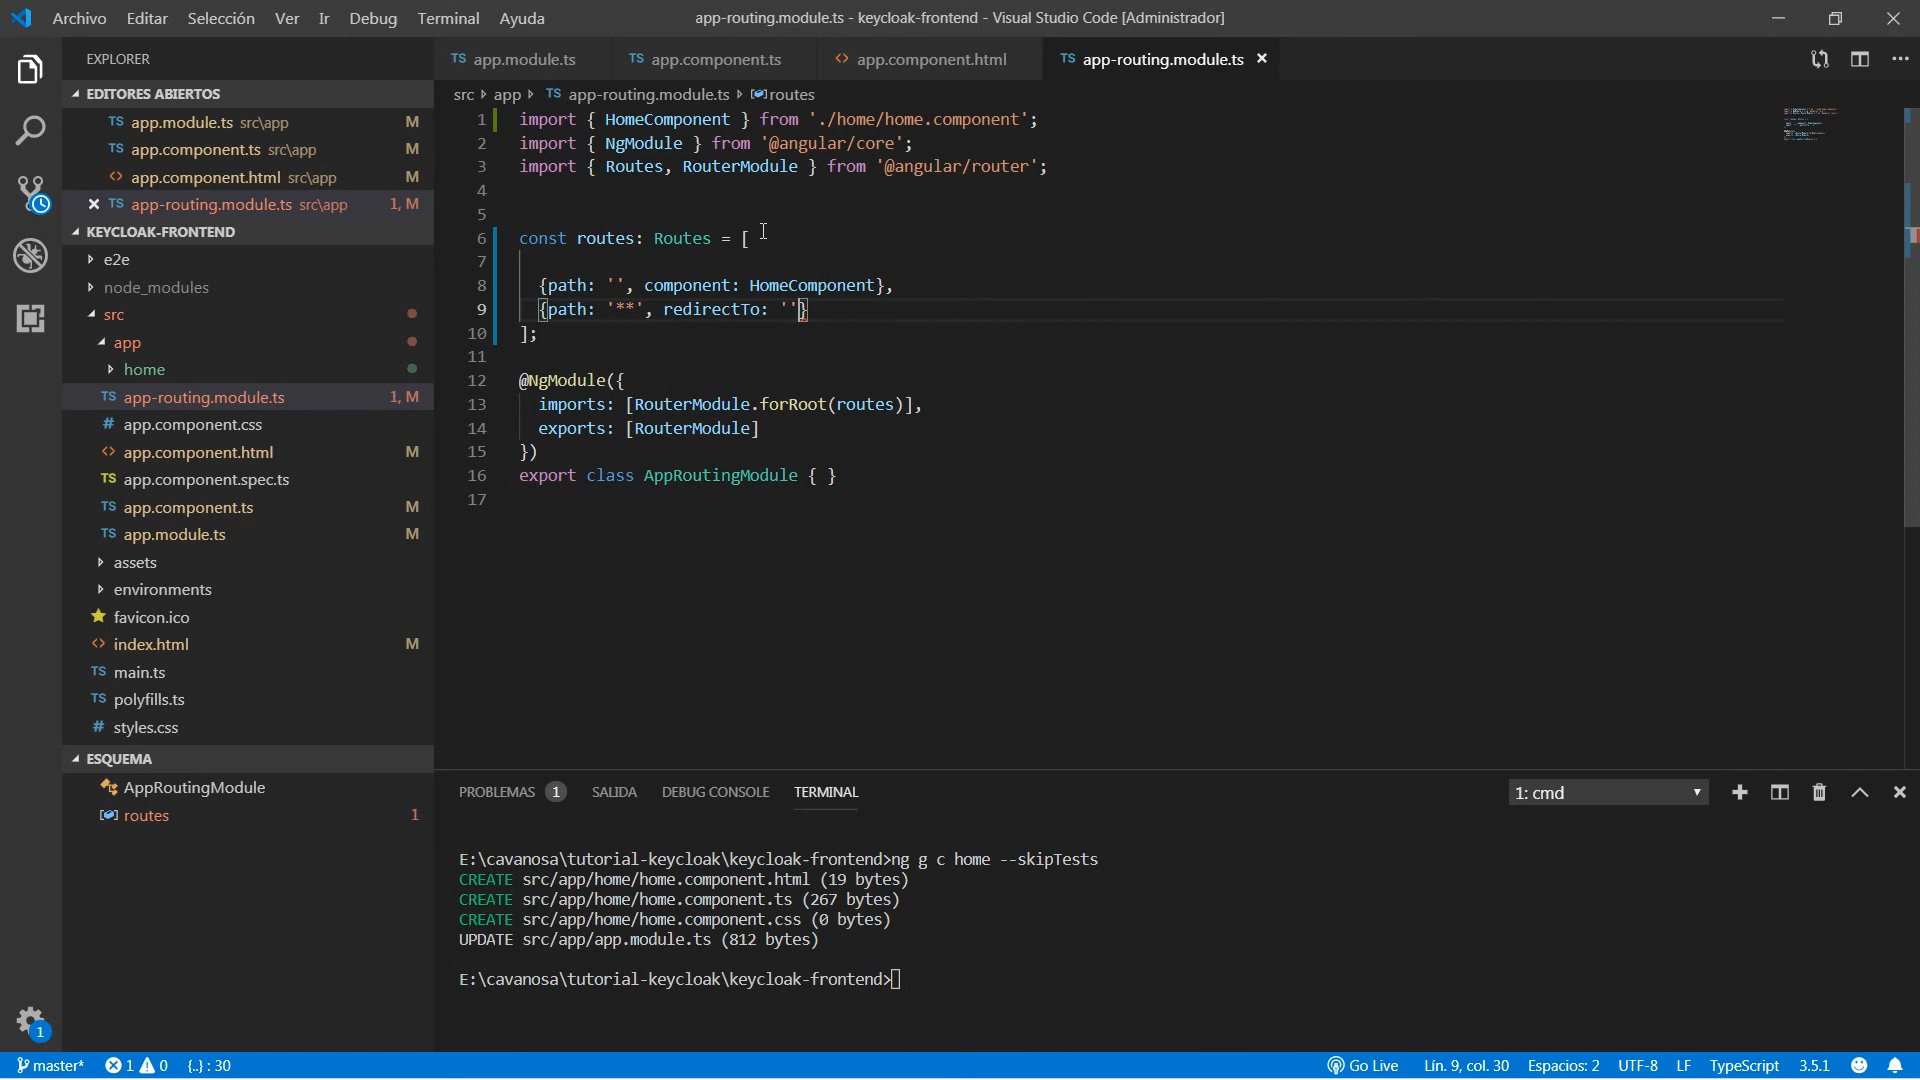 Archivo Editar Selección Ver Ir Debug Terminal Ayuda
app-routing.module.ts - keycloak-frontend - Visual Studio Code [Administrador]
EXPLORER
EDITORES ABIERTOS
TS app.module.ts src\app M
TS app.component.ts src\app M
<> app.component.html src\app M
TS app-routing.module.ts src\app 1, M
KEYCLOAK-FRONTEND
e2e
node_modules
src
app
home
TS app-routing.module.ts 1, M
# app.component.css
<> app.component.html M
TS app.component.spec.ts
TS app.component.ts M
TS app.module.ts M
assets
environments
favicon.ico
<> index.html M
TS main.ts
TS polyfills.ts
# styles.css
ESQUEMA
AppRoutingModule
routes 1
TS app.module.ts
TS app.component.ts
<> app.component.html
TS app-routing.module.ts
src app TS app-routing.module.ts routes
1 import { HomeComponent } from './home/home.component';
2 import { NgModule } from '@angular/core';
3 import { Routes, RouterModule } from '@angular/router';
4
5
6 const routes: Routes = [
7
8 {path: '', component: HomeComponent},
9 {path: '**', redirectTo: ''}
10 ];
11
12 @NgModule({
13 imports: [RouterModule.forRoot(routes)],
14 exports: [RouterModule]
15 })
16 export class AppRoutingModule { }
17
PROBLEMAS 1 SALIDA DEBUG CONSOLE TERMINAL
1: cmd
E:\cavanosa\tutorial-keycloak\keycloak-frontend>ng g c home --skipTests
CREATE src/app/home/home.component.html (19 bytes)
CREATE src/app/home/home.component.ts (267 bytes)
CREATE src/app/home/home.component.css (0 bytes)
UPDATE src/app/app.module.ts (812 bytes)
E:\cavanosa\tutorial-keycloak\keycloak-frontend>
1
master* 1 0 {..} : 30
Go Live Lín. 9, col. 30 Espacios: 2 UTF-8 LF TypeScript 3.5.1